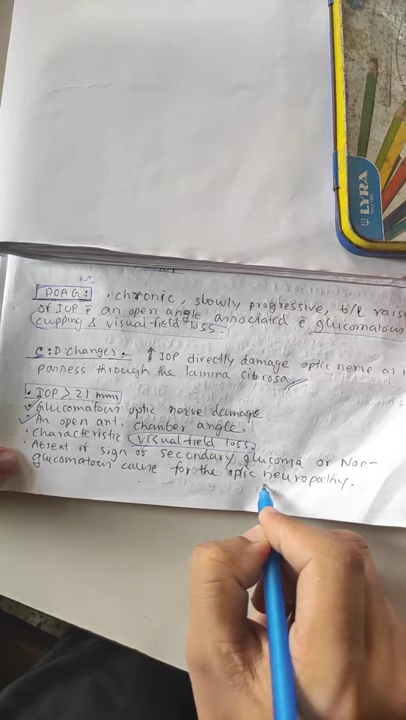 POAG:
. chronic, slowly progressive, b/l raise
of IOP c̄ an open angle associated c̄ glucomatous
cupping & visual field loss.
C:D changes. ↑ IOP directly damage optic nerve as it
possess through the lamina cibrosa
. IOP > 21 mm
Glucomatous optic nerve damage
An open ant. chamber angle.
. Characteristic visual field loss
. Absent of sign of secondary glucoma or Non-
glucomatous cause for the optic neuropathy.
LYRA